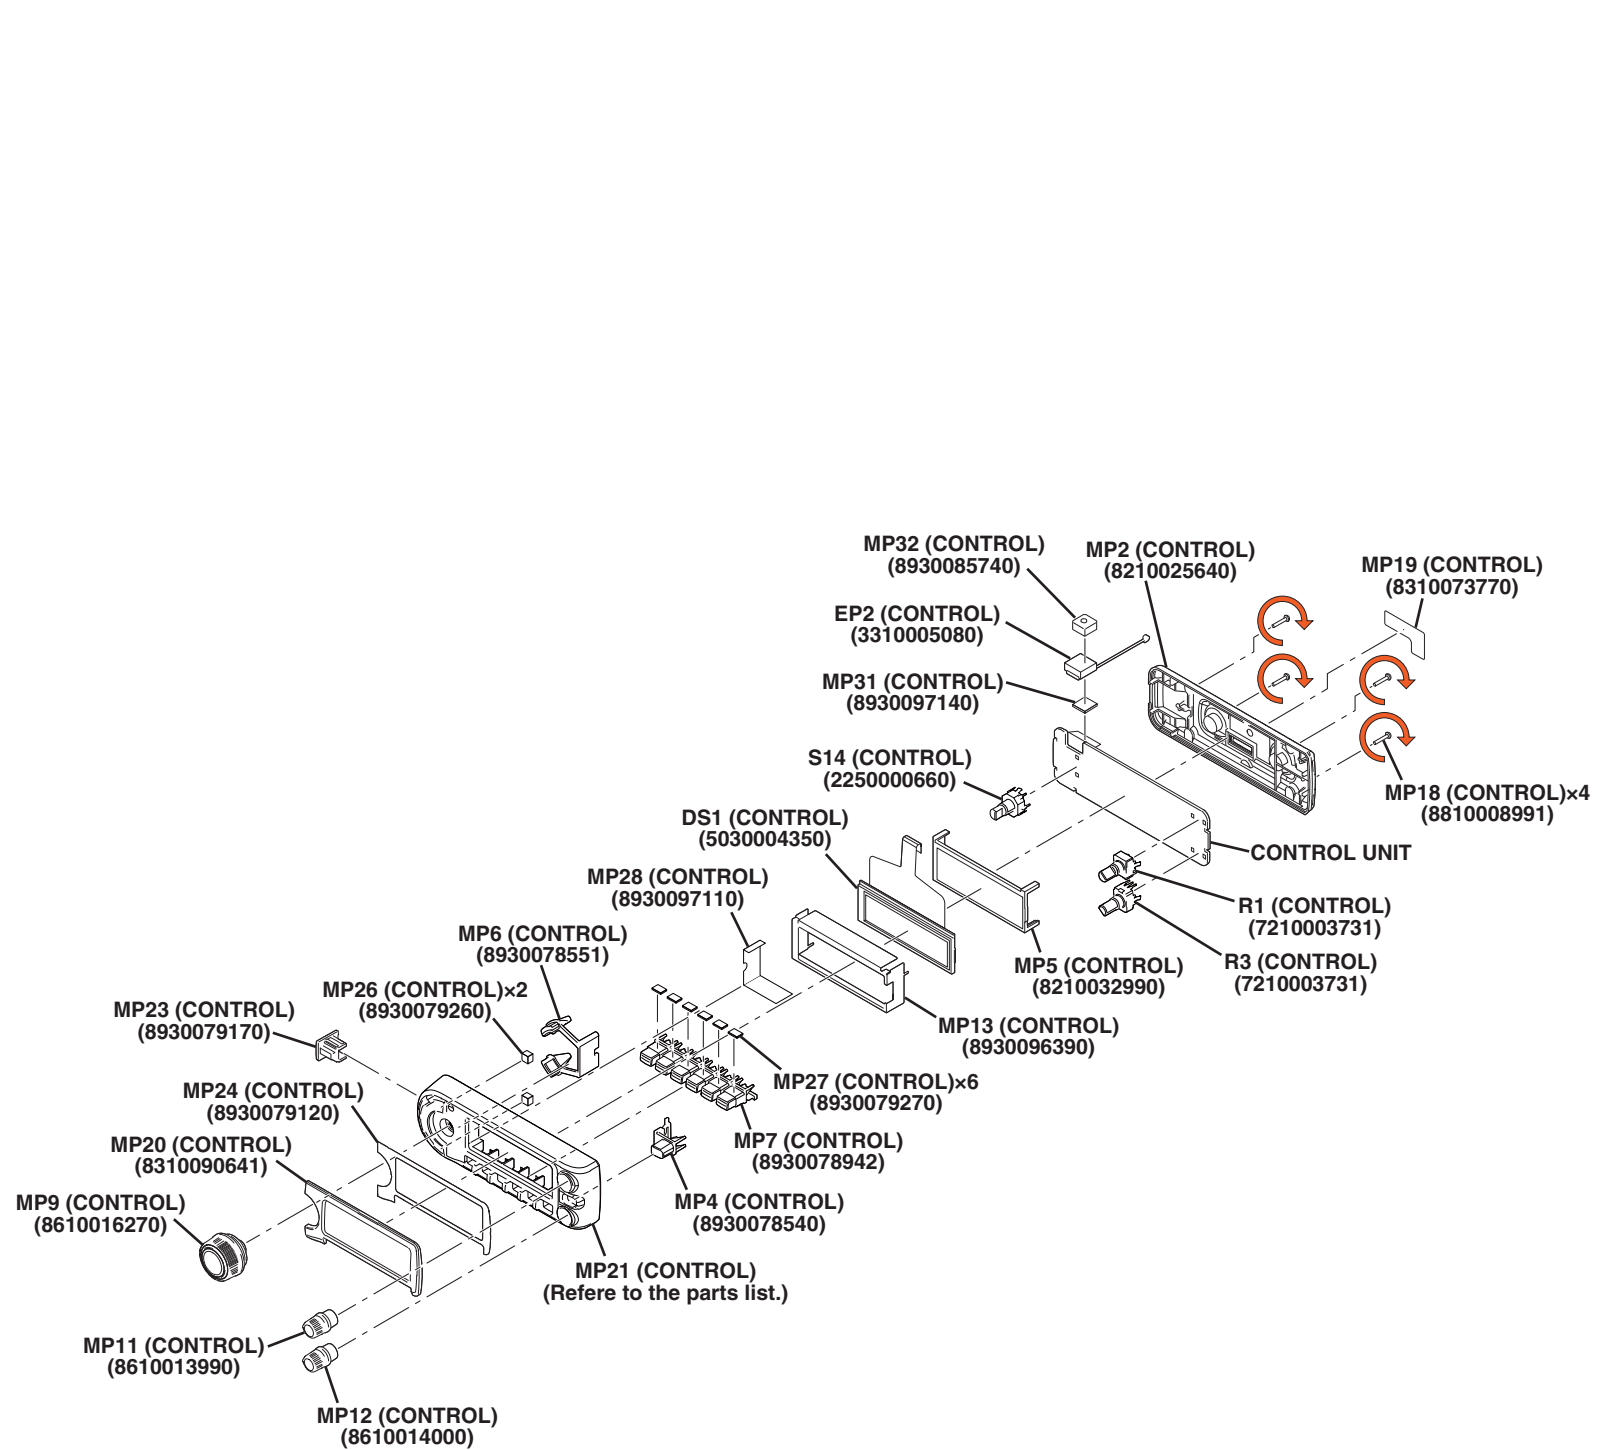 MP32 (CONTROL)
(8930085740)
MP2 (CONTROL)
(8210025640)
MP19 (CONTROL)
(8310073770)
EP2 (CONTROL)
(3310005080)
MP31 (CONTROL)
(8930097140)
S14 (CONTROL)
(2250000660)
MP18 (CONTROL)×4
(8810008991)
DS1 (CONTROL)
(5030004350)
CONTROL UNIT
MP28 (CONTROL)
(8930097110)
R1 (CONTROL)
(7210003731)
MP6 (CONTROL)
(8930078551)
R3 (CONTROL)
(7210003731)
MP5 (CONTROL)
(8210032990)
MP26 (CONTROL)×2
(8930079260)
MP23 (CONTROL)
(8930079170)
MP13 (CONTROL)
(8930096390)
MP27 (CONTROL)×6
(8930079270)
MP24 (CONTROL)
(8930079120)
MP7 (CONTROL)
(8930078942)
MP20 (CONTROL)
(8310090641)
MP9 (CONTROL)
(8610016270)
MP4 (CONTROL)
(8930078540)
MP21 (CONTROL)
(Refere to the parts list.)
MP11 (CONTROL)
(8610013990)
MP12 (CONTROL)
(8610014000)